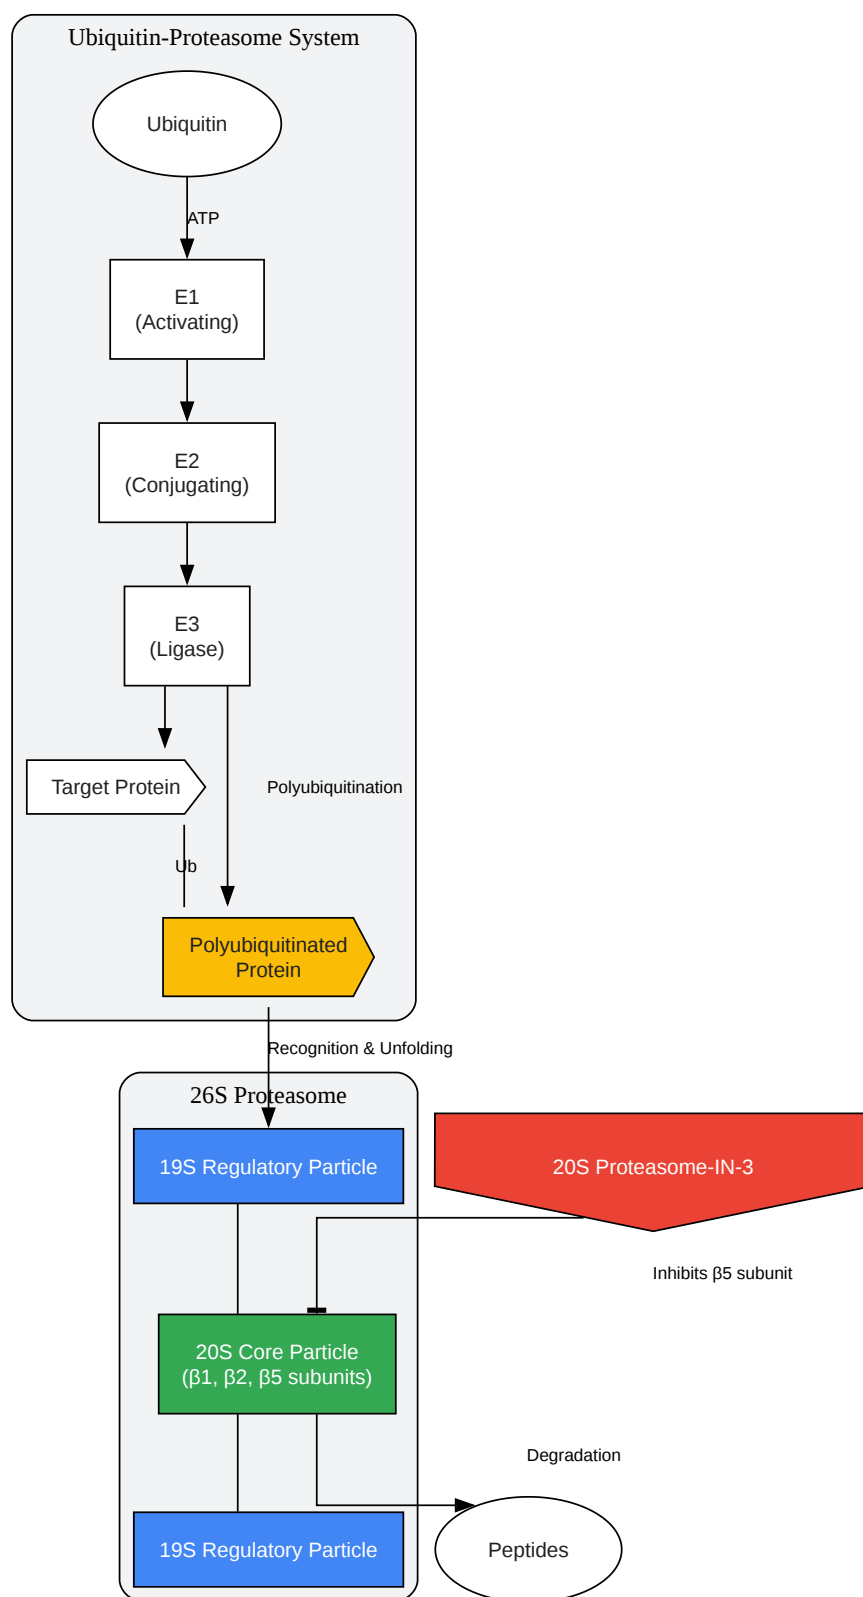 Ubiquitin-Proteasome System
Ubiquitin
ATP
E1
(Activating)
E2
(Conjugating)
E3
(Ligase)
Target Protein
Polyubiquitination
Ub
Polyubiquitinated
Protein
Recognition & Unfolding
26S Proteasome
19S Regulatory Particle
20S Proteasome-IN-3
Inhibits β5 subunit
20S Core Particle
(β1, β2, β5 subunits)
Degradation
19S Regulatory Particle
Peptides